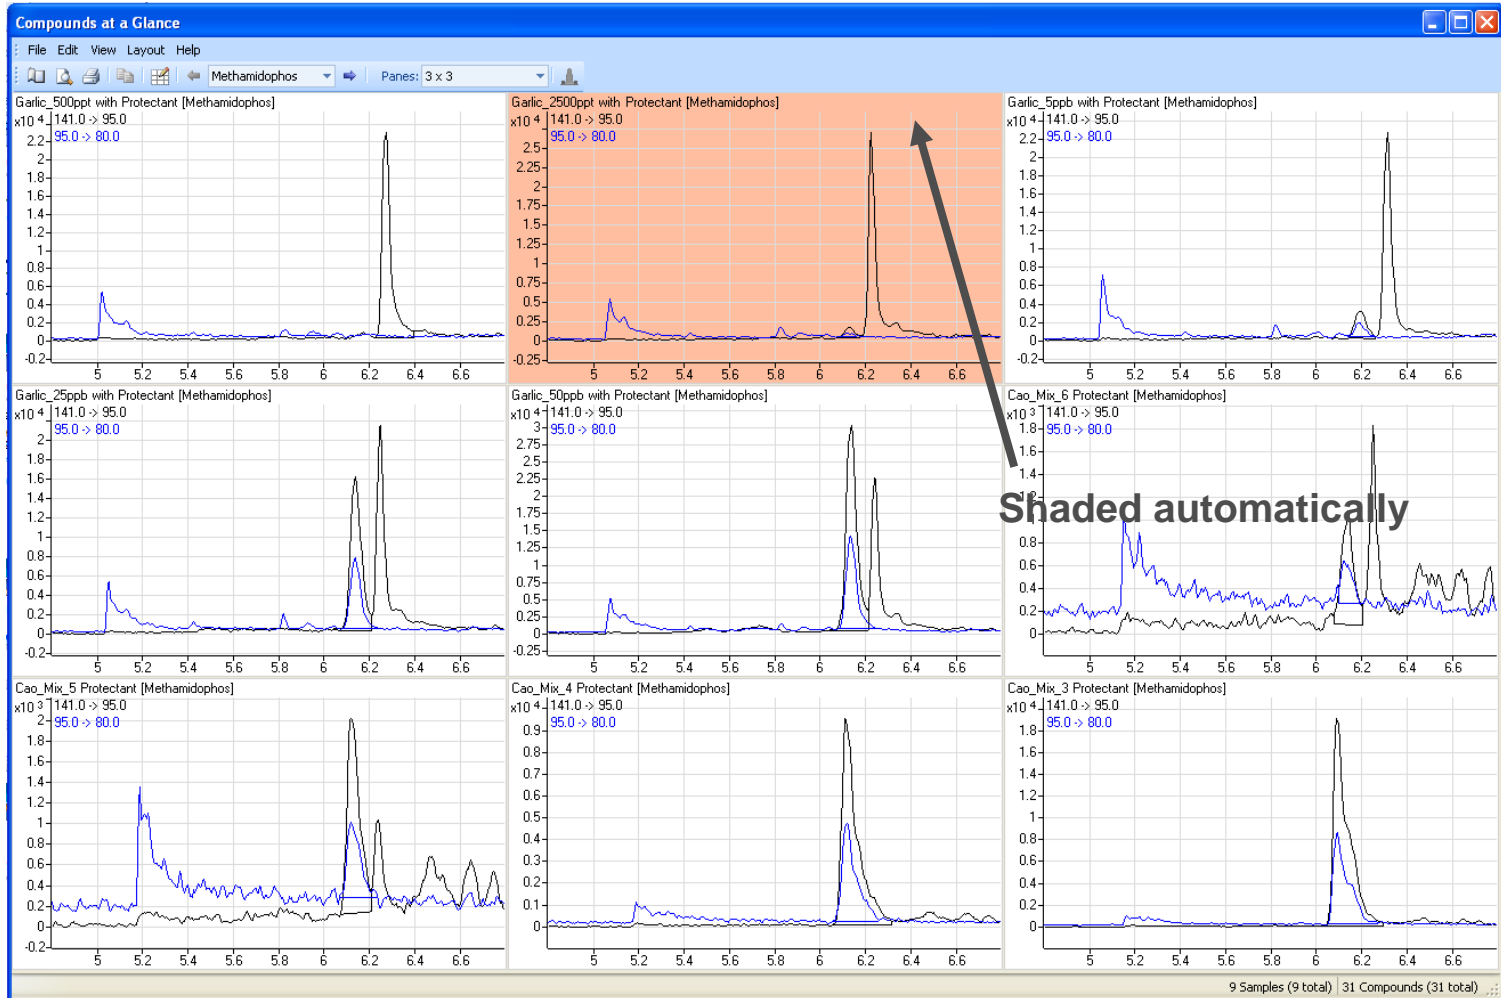 Compounds at a Glance
File Edit View Layout Help
Methamidophos Panes: 3 x 3
Garlic_500ppt with Protectant [Methamidophos]
x10 4 141.0 -> 95.0
95.0 -> 80.0
2.2
2
1.8
1.6
1.4
1.2
1
0.8
0.6
0.4
0.2
0
-0.2
5 5.2 5.4 5.6 5.8 6 6.2 6.4 6.6
Garlic_2500ppt with Protectant [Methamidophos]
x10 4 141.0 -> 95.0
95.0 -> 80.0
2.5
2.25
2
1.75
1.5
1.25
1
0.75
0.5
0.25
0
-0.25
5 5.2 5.4 5.6 5.8 6 6.2 6.4 6.6
Garlic_5ppb with Protectant [Methamidophos]
x10 4 141.0 -> 95.0
95.0 -> 80.0
2.2
2
1.8
1.6
1.4
1.2
1
0.8
0.6
0.4
0.2
0
-0.2
5 5.2 5.4 5.6 5.8 6 6.2 6.4 6.6
Garlic_25ppb with Protectant [Methamidophos]
x10 4 141.0 -> 95.0
95.0 -> 80.0
2
1.8
1.6
1.4
1.2
1
0.8
0.6
0.4
0.2
0
-0.2
5 5.2 5.4 5.6 5.8 6 6.2 6.4 6.6
Garlic_50ppb with Protectant [Methamidophos]
x10 4 141.0 -> 95.0
95.0 -> 80.0
3
2.75
2.5
2.25
2
1.75
1.5
1.25
1
0.75
0.5
0.25
0
-0.25
5 5.2 5.4 5.6 5.8 6 6.2 6.4 6.6
Cao_Mix_6 Protectant [Methamidophos]
x10 3 141.0 -> 95.0
95.0 -> 80.0
1.8
1.6
1.4
Shaded automatically
0.8
0.6
0.4
0.2
0
5 5.2 5.4 5.6 5.8 6 6.2 6.4 6.6
Cao_Mix_5 Protectant [Methamidophos]
x10 3 141.0 -> 95.0
95.0 -> 80.0
2
1.8
1.6
1.4
1.2
1
0.8
0.6
0.4
0.2
0
-0.2
5 5.2 5.4 5.6 5.8 6 6.2 6.4 6.6
Cao_Mix_4 Protectant [Methamidophos]
x10 4 141.0 -> 95.0
95.0 -> 80.0
0.9
0.8
0.7
0.6
0.5
0.4
0.3
0.2
0.1
0
5 5.2 5.4 5.6 5.8 6 6.2 6.4 6.6
Cao_Mix_3 Protectant [Methamidophos]
x10 4 141.0 -> 95.0
95.0 -> 80.0
1.8
1.6
1.4
1.2
1
0.8
0.6
0.4
0.2
0
5 5.2 5.4 5.6 5.8 6 6.2 6.4 6.6
9 Samples (9 total) 31 Compounds (31 total)